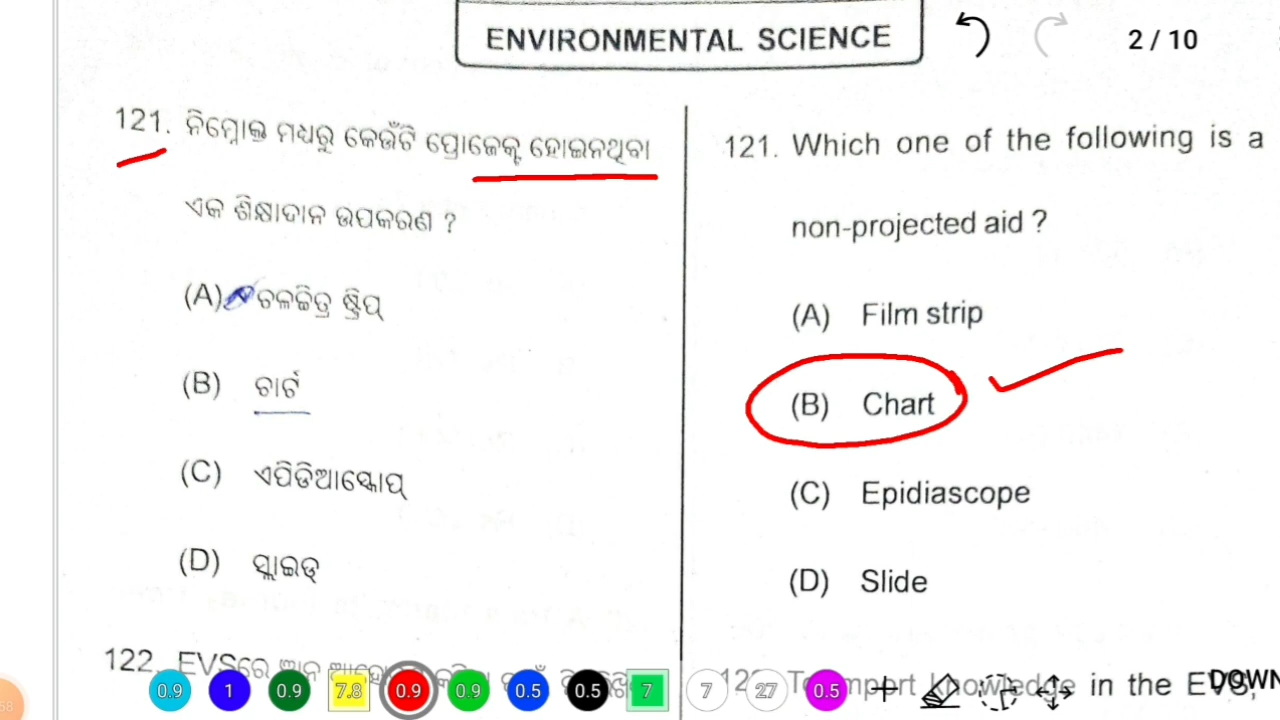 ENVIRONMENTAL SCIENCE
2 / 10
121. ନିମ୍ନୋକ୍ତ ମଧ୍ୟରୁ କେଉଁଟି ପ୍ରୋଜେକ୍ଟ ହୋଇନଥିବା
ଏକ ଶିକ୍ଷାଦାନ ଉପକରଣ ?
(A) ଚଳଚ୍ଚିତ୍ର ଷ୍ଟ୍ରିପ୍
(B) ଚାର୍ଟ
(C) ଏପିଡିଆସ୍କୋପ୍
(D) ସ୍ଲାଇଡ୍
121. Which one of the following is a
non-projected aid ?
(A) Film strip
(B) Chart
(C) Epidiascope
(D) Slide
122. EVSରେ ଜ୍ଞାନ
knowledge in the EVS,
DOWN
0.9 1 0.9 7.8 0.9 0.9 0.5 0.5 7 7 27 0.5